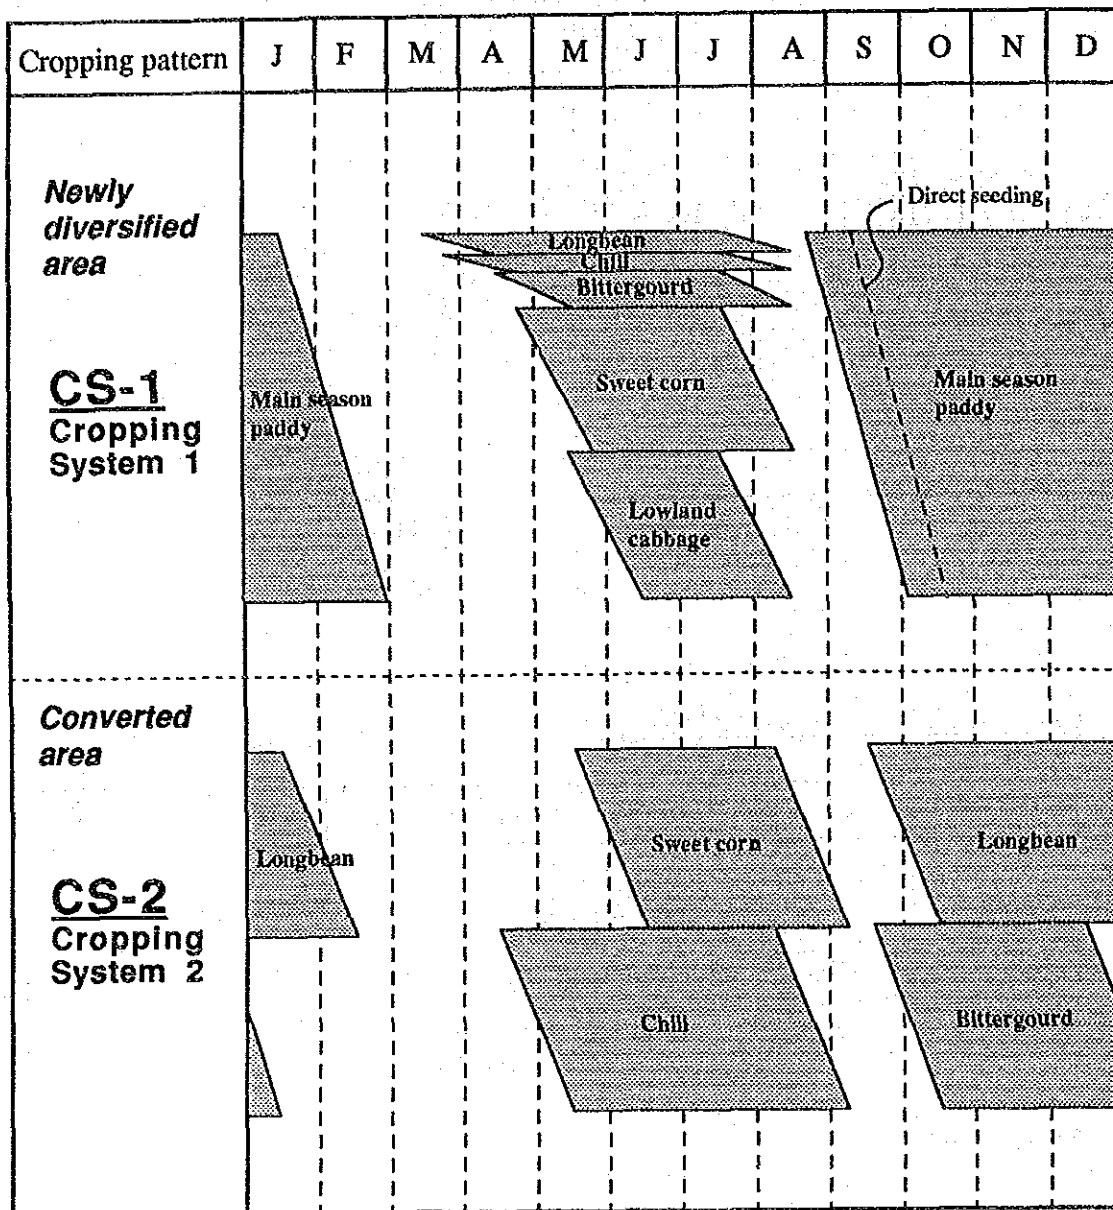 Cropping pattern J F M A M J J A S O N D
Newly
diversified
area
Direct seeding
Longbean
Chili
Bittergourd
CS-1
Cropping
System 1
Main season
paddy
Sweet corn
Main season
paddy
Lowland
cabbage
Converted
area
Longbean
Sweet corn
Longbean
CS-2
Cropping
System 2
Chili
Bittergourd